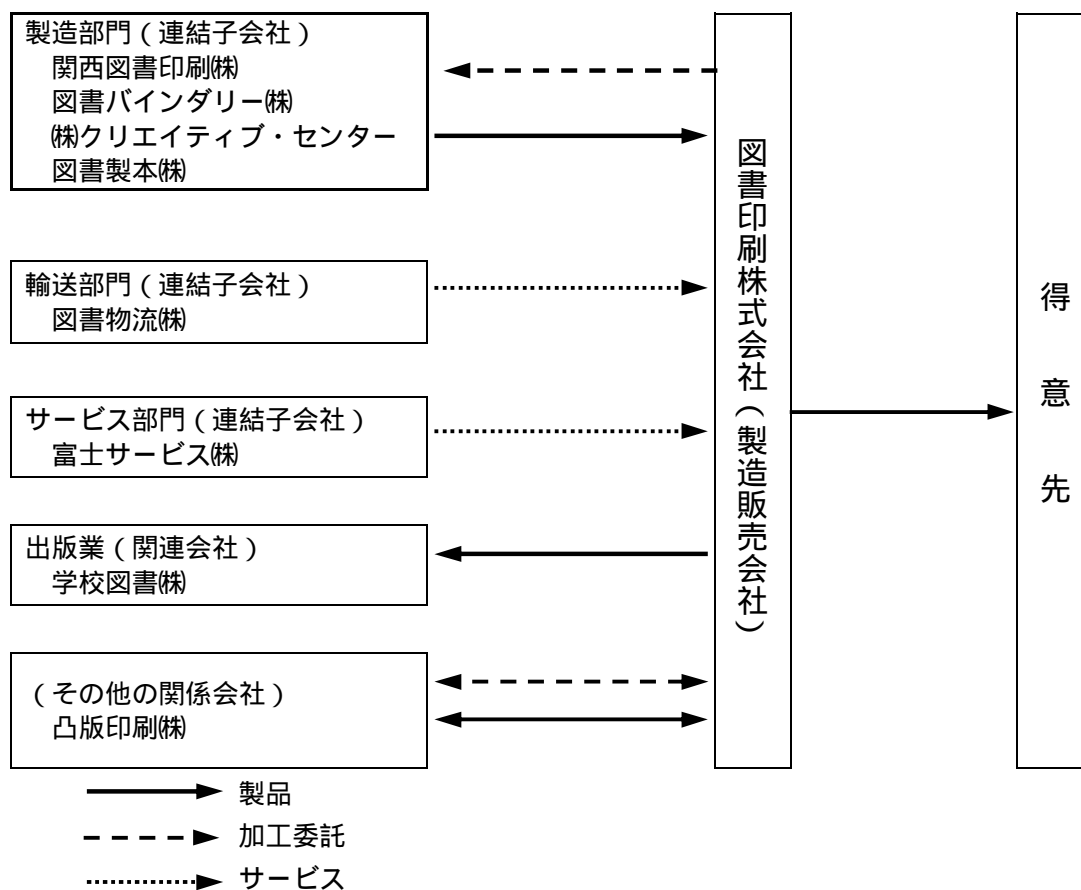 製造部門(連結子会社)
関西図書印刷㈱
図書バインダリー㈱
㈱クリエイティブ・センター
図書製本㈱
輸送部門(連結子会社)
図書物流㈱
サービス部門(連結子会社)
富士サービス㈱
出版業(関連会社)
学校図書㈱
(その他の関係会社)
凸版印刷㈱
図書印刷株式会社(製造販売会社)
得意先
製品
加工委託
サービス